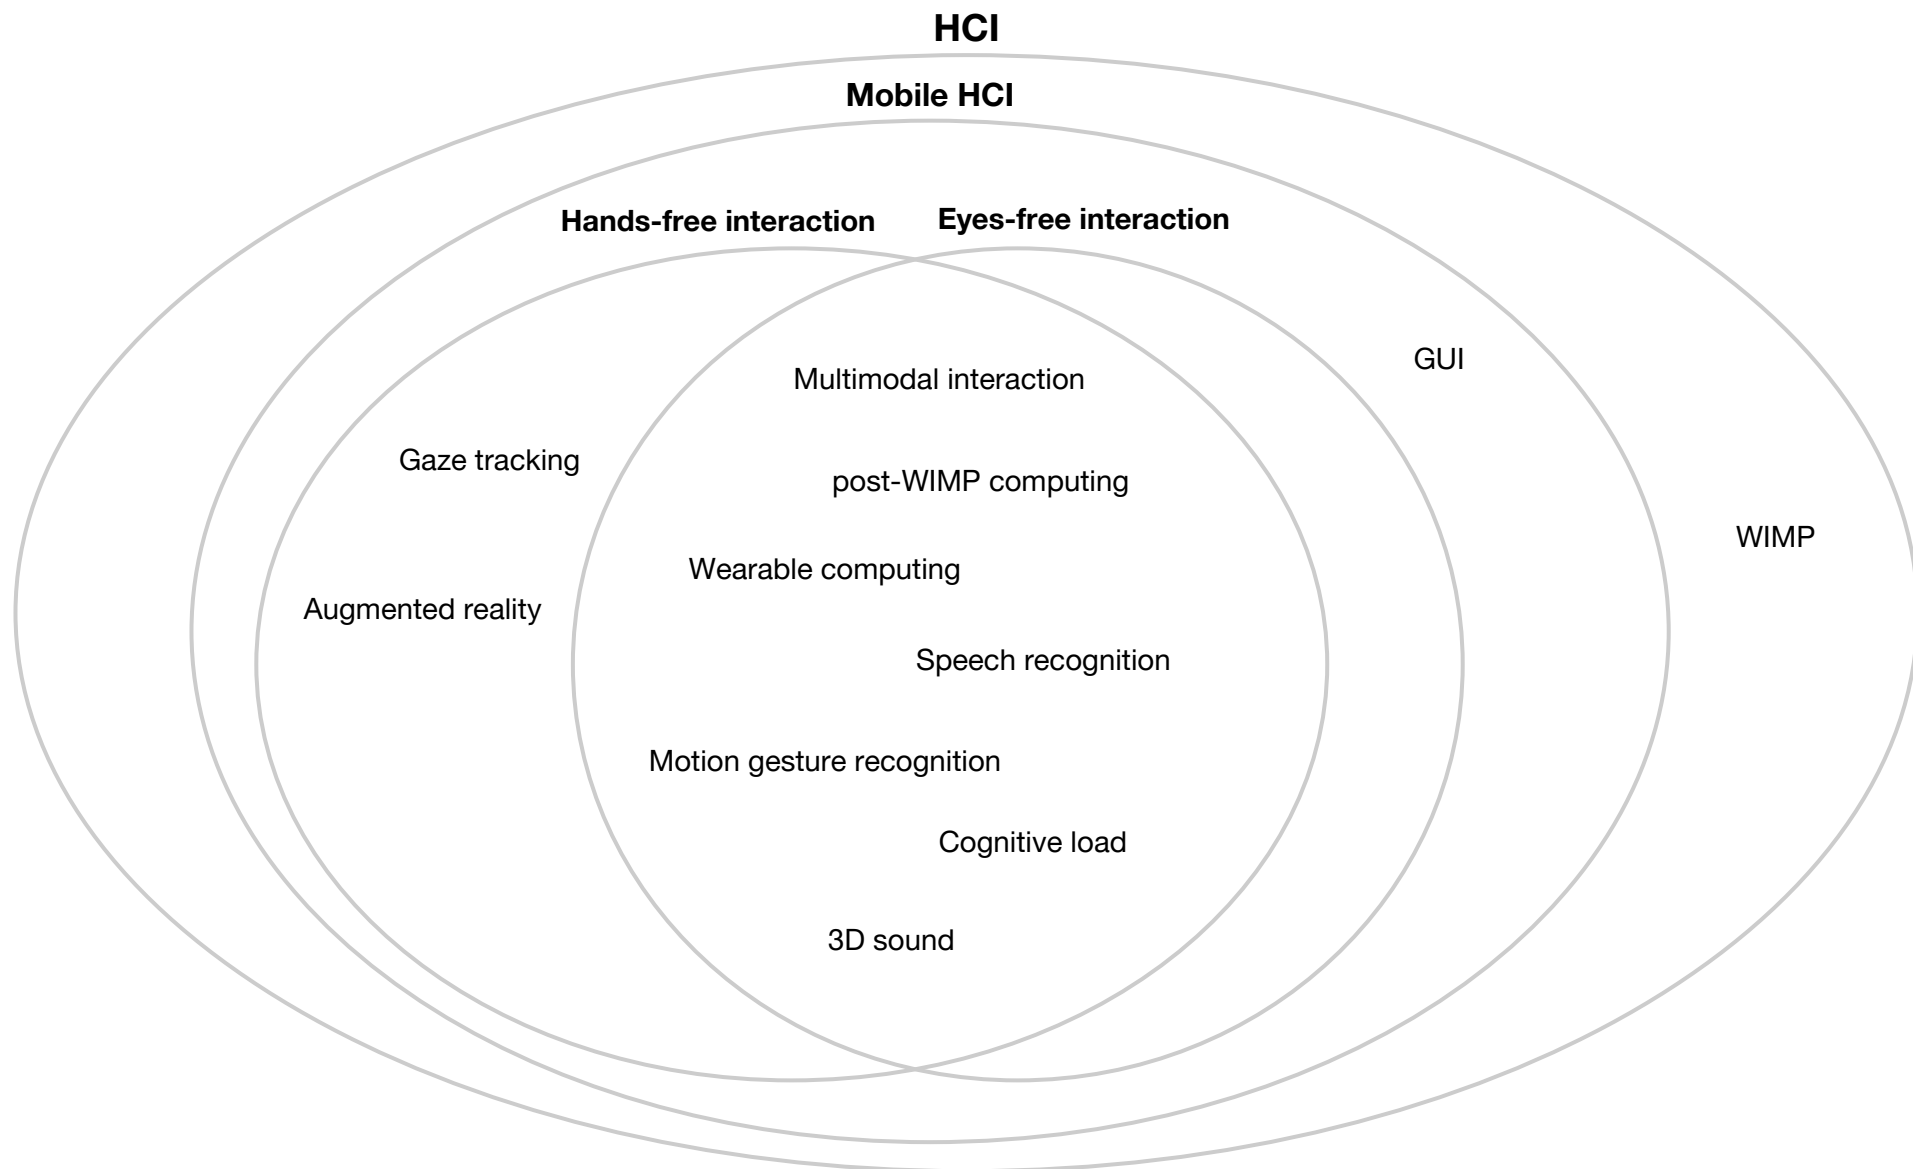 HCI
Mobile HCI
Hands-free interaction
Eyes-free interaction
GUI
Multimodal interaction
Gaze tracking
post-WIMP computing
WIMP
Wearable computing
Augmented reality
Speech recognition
Motion gesture recognition
Cognitive load
3D sound